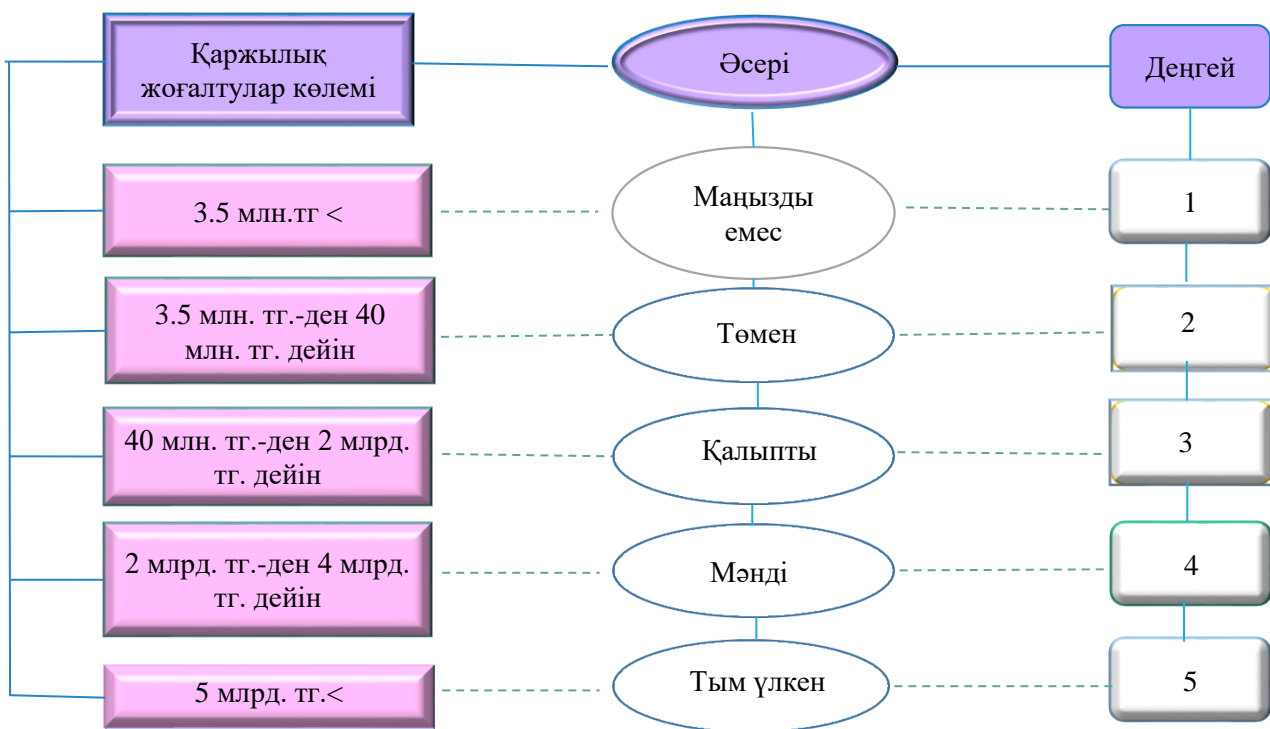 Қаржылық
жоғалтулар көлемі
Әсері
Деңгей
3.5 млн.тг <
Маңызды
емес
1
3.5 млн. тг.-ден 40
млн. тг. дейін
Төмен
2
40 млн. тг.-ден 2 млрд.
тг. дейін
Қалыпты
3
2 млрд. тг.-ден 4 млрд.
тг. дейін
Мәнді
4
5 млрд. тг.<
Тым үлкен
5